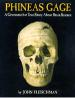 PHINEAS GAGE
A Gruesome but True Story About Brain Science
BY JOHN FLEISCHMAN